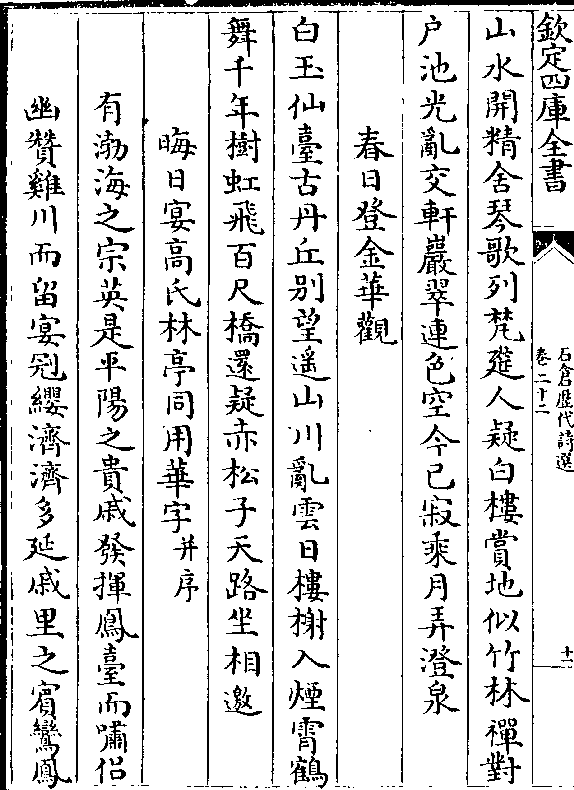 欽定四庫全書
石倉歴代詩選
卷二十二
十一
山水開精舍琴歌列梵筵人疑白樓賞地似竹林禪對
户池光亂交軒巖翠連色空今已寂乘月弄澄泉
春日登金華觀
白玉仙臺古丹丘别望遥山川亂雲日樓榭入煙霄鶴
舞千年樹虹飛百尺橋還疑赤松子天路坐相邀
晦日宴高氏林亭同用華字并序
有渤海之宗英是平陽之貴戚發揮鳳臺而嘯侣
幽贊雞川而留宴冠纓濟濟多延戚里之賓鸞鳳